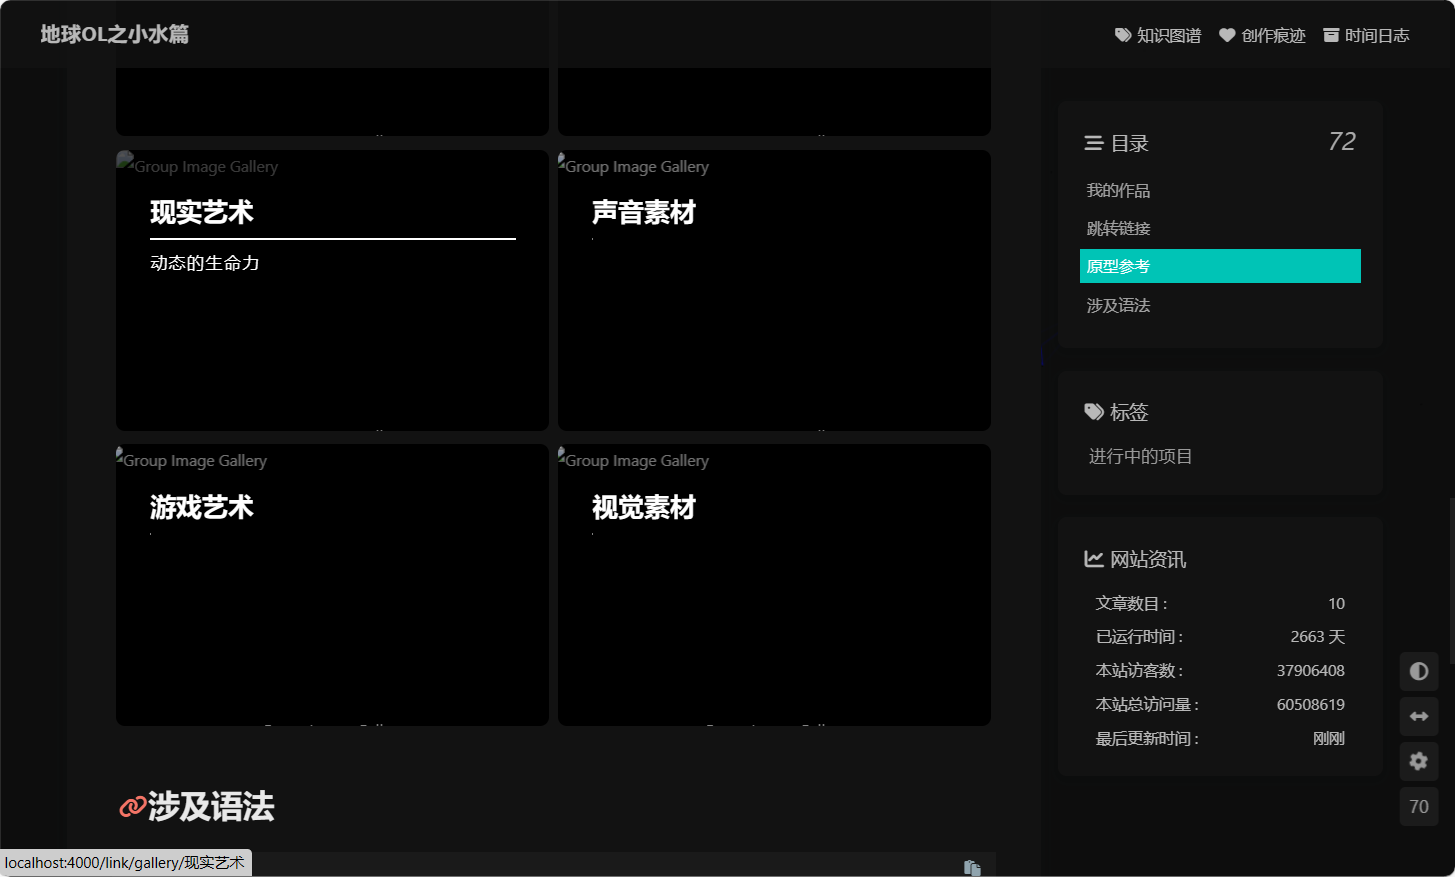 地球OL之小水篇
知识图谱
创作痕迹
时间日志
Group Image Gallery
现实艺术
动态的生命力
Group Image Gallery
声音素材
Group Image Gallery
游戏艺术
Group Image Gallery
视觉素材
涉及语法
目录 72
我的作品
跳转链接
原型参考
涉及语法
标签
进行中的项目
网站资讯
文章数目 : 10
已运行时间 : 2663 天
本站访客数 : 37906408
本站总访问量 : 60508619
最后更新时间 : 刚刚
70
localhost:4000/link/gallery/现实艺术